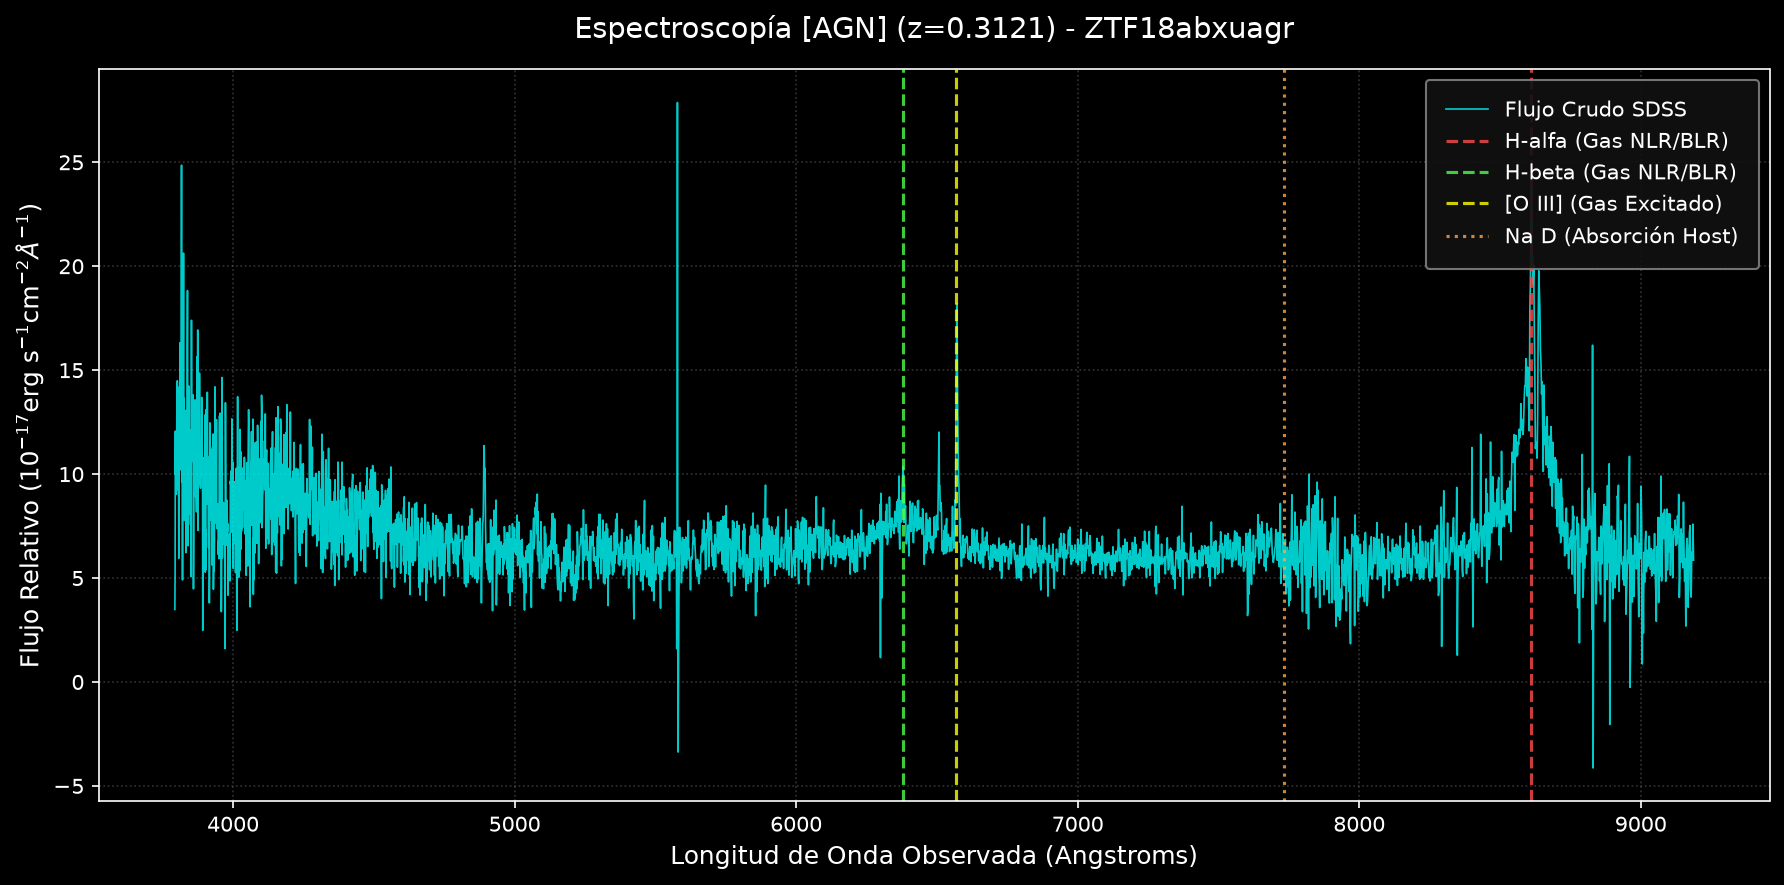 Espectroscopía [AGN] (z=0.3121) - ZTF18abxuagr
Flujo Crudo SDSS
H-alfa (Gas NLR/BLR)
H-beta (Gas NLR/BLR)
[O III] (Gas Excitado)
Na D (Absorción Host)
Flujo Relativo (10⁻¹⁷erg s⁻¹cm⁻²Å⁻¹)
25
20
15
10
5
0
−5
4000 5000 6000 7000 8000 9000
Longitud de Onda Observada (Angstroms)